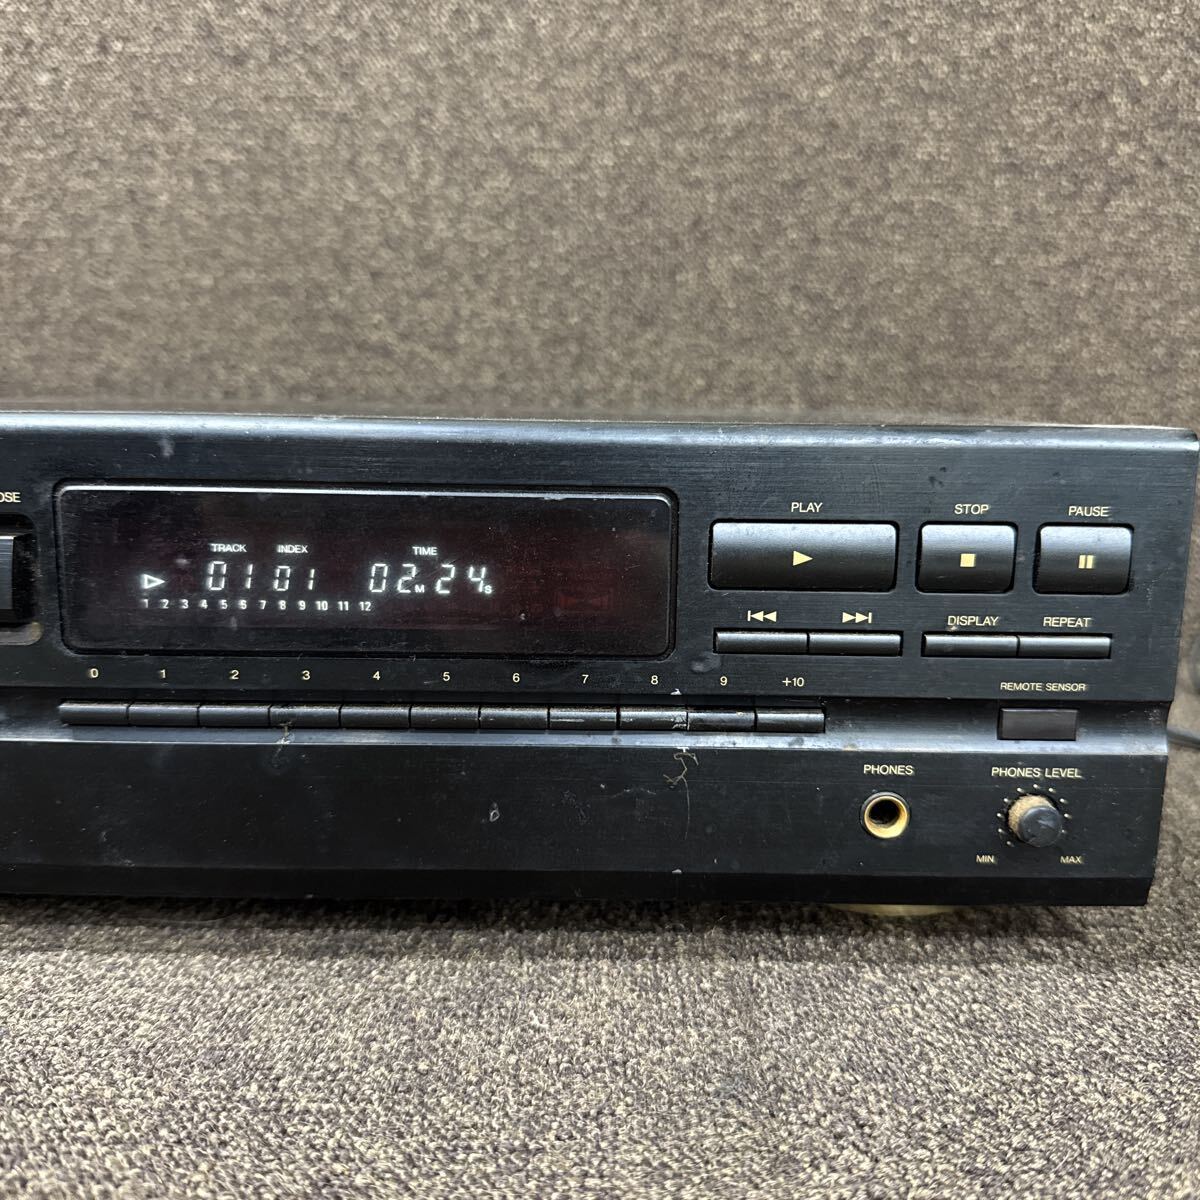 OSE
TRACK INDEX TIME
01 01 02M 24S
1 2 3 4 5 6 7 8 9 10 11 12
PLAY STOP PAUSE
DISPLAY REPEAT
0 1 2 3 4 5 6 7 8 9 +10
REMOTE SENSOR
PHONES PHONES LEVEL
MIN MAX